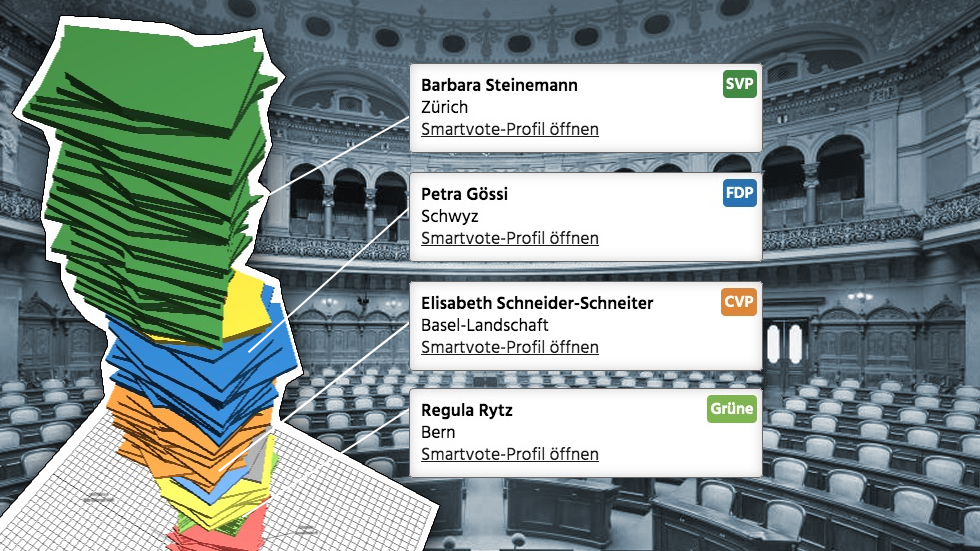 Barbara Steinemann
SVP
Zürich
Smartvote-Profil öffnen
Petra Gössi
FDP
Schwyz
Smartvote-Profil öffnen
Elisabeth Schneider-Schneiter
CVP
Basel-Landschaft
Smartvote-Profil öffnen
Regula Rytz
Grüne
Bern
Smartvote-Profil öffnen